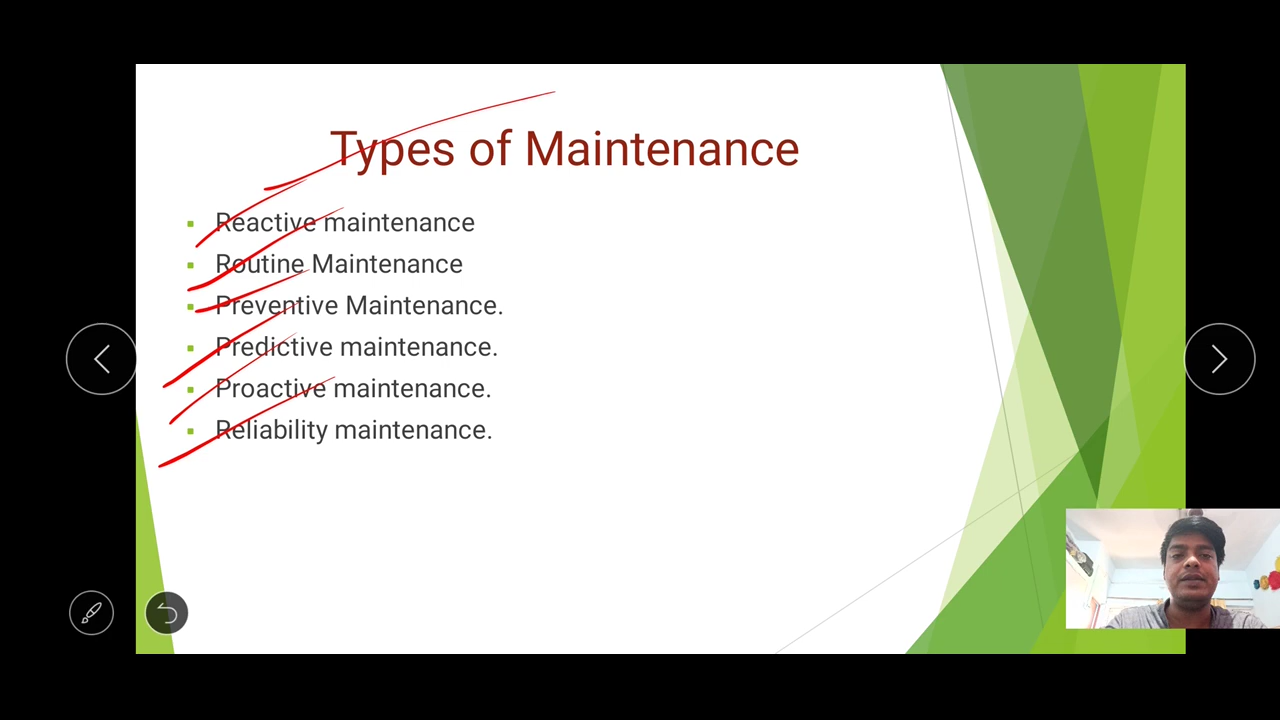 Types of Maintenance
Reactive maintenance
Routine Maintenance
Preventive Maintenance.
Predictive maintenance.
Proactive maintenance.
Reliability maintenance.